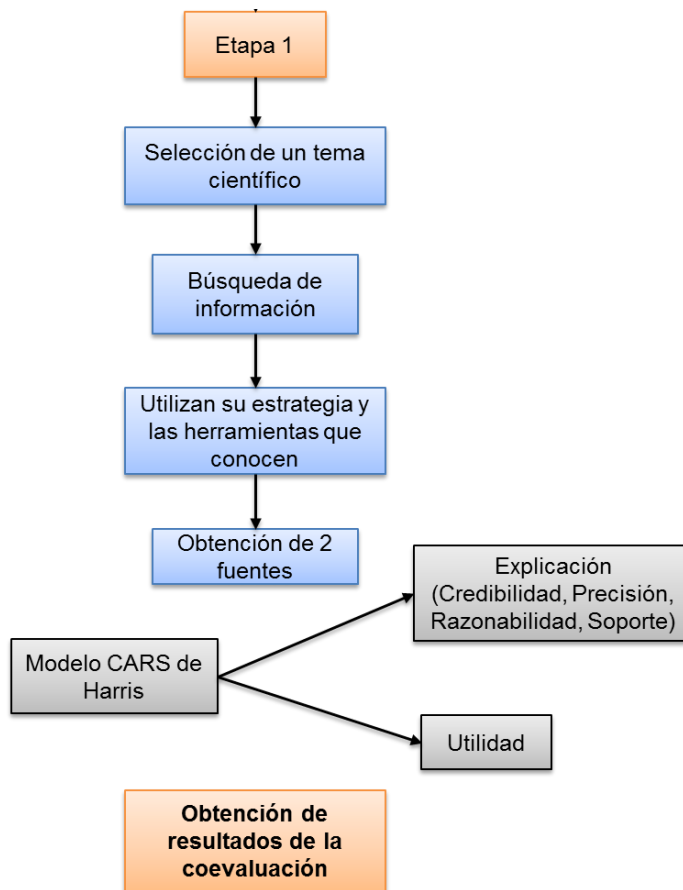 Etapa 1
Selección de un tema
científico
Búsqueda de
información
Utilizan su estrategia y
las herramientas que
conocen
Obtención de 2
fuentes
Explicación
(Credibilidad, Precisión,
Razonabilidad, Soporte)
Modelo CARS de
Harris
Utilidad
Obtención de
resultados de la
coevaluación